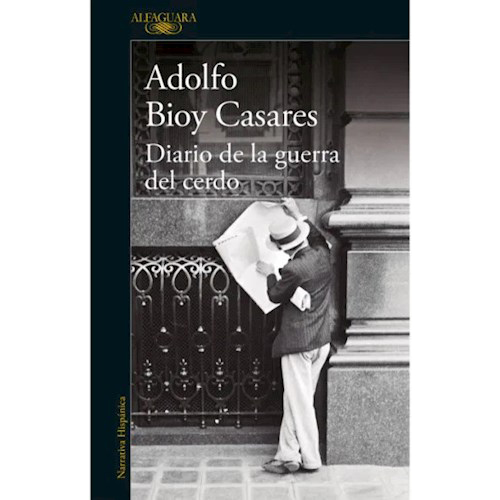 ALFAGUARA
Adolfo
Bioy Casares
Diario de la guerra
del cerdo
Narrativa Hispánica